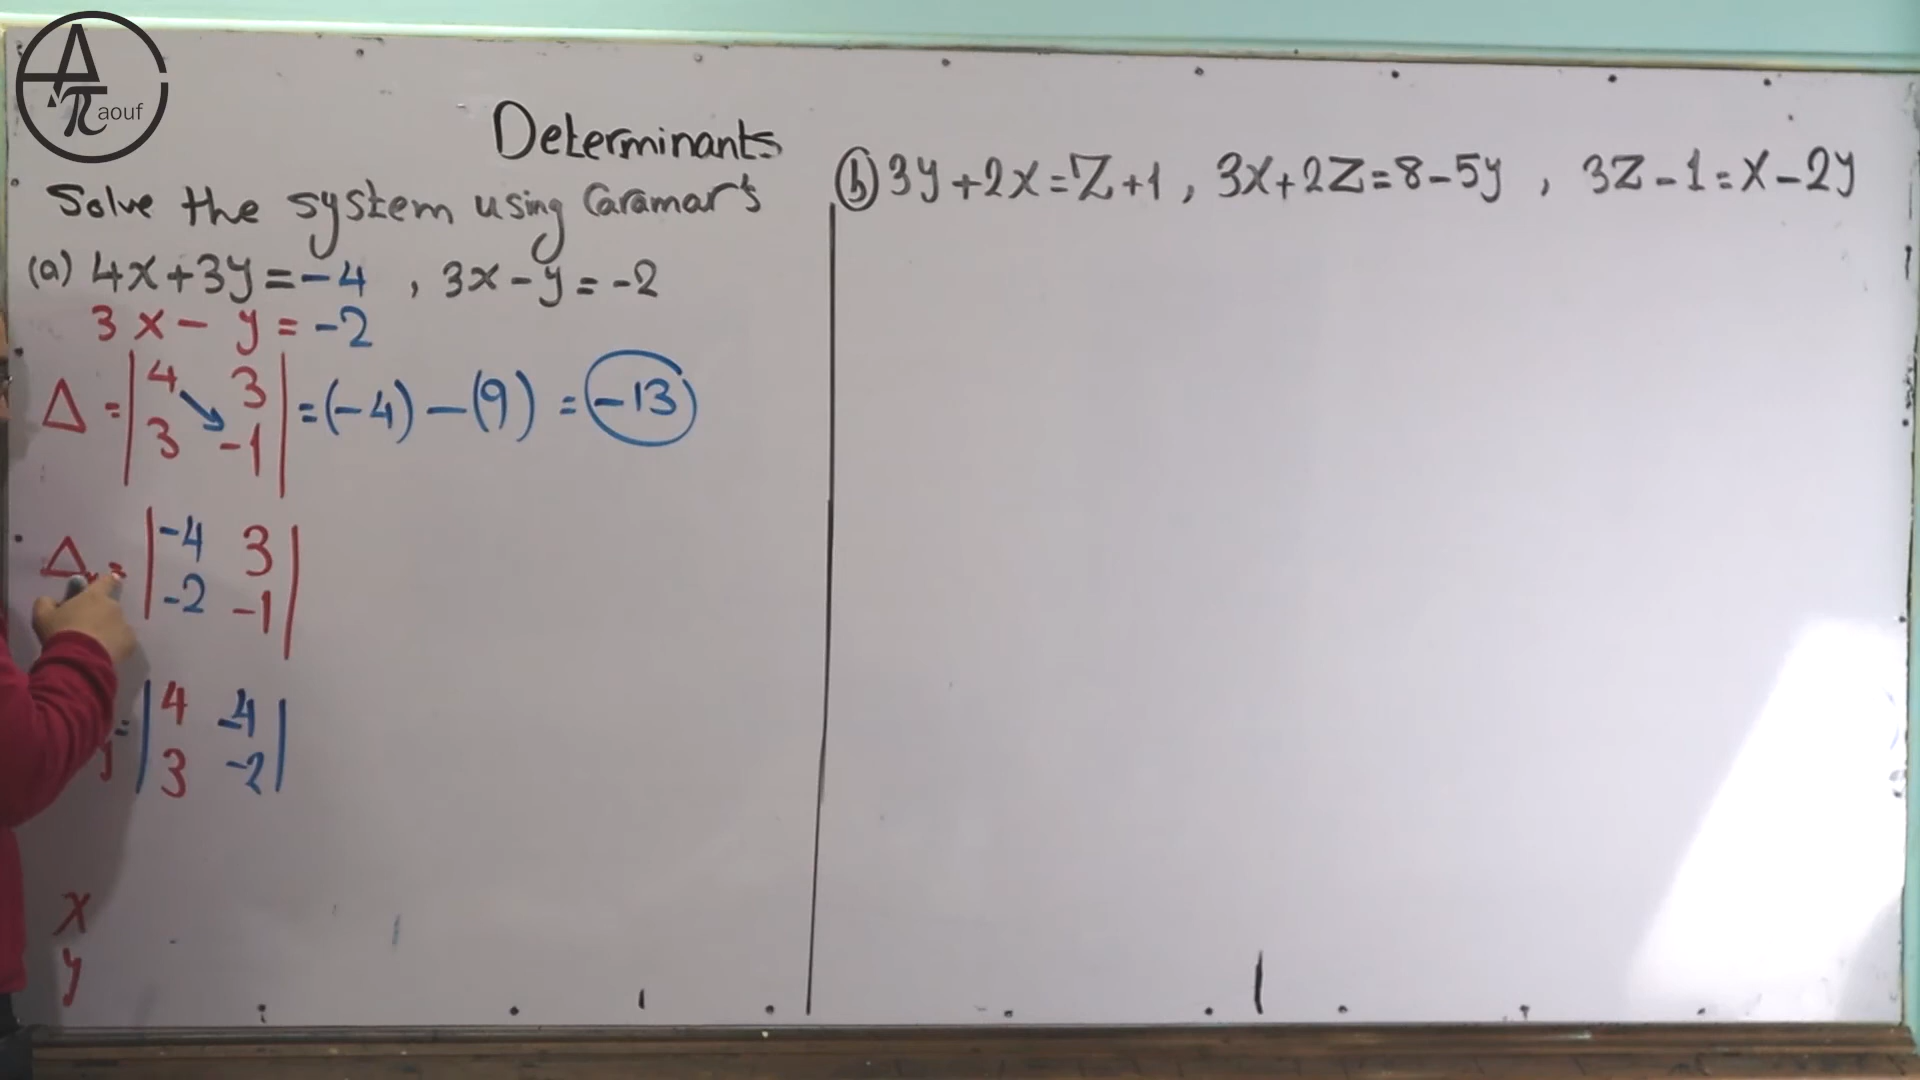 aouf
Determinants
Solve the system using Caramar's
(a) 4x+3y=-4 , 3x-y=-2
3x-y=-2
Δ=|4 3|=(-4)-(9)=-13
|3 -1|
Δ =|-4 3|
|-2 -1|
y=|4 -4|
|3 -2|
x
y
(b) 3y+2x=Z+1, 3x+2Z=8-5y , 3Z-1=x-2y